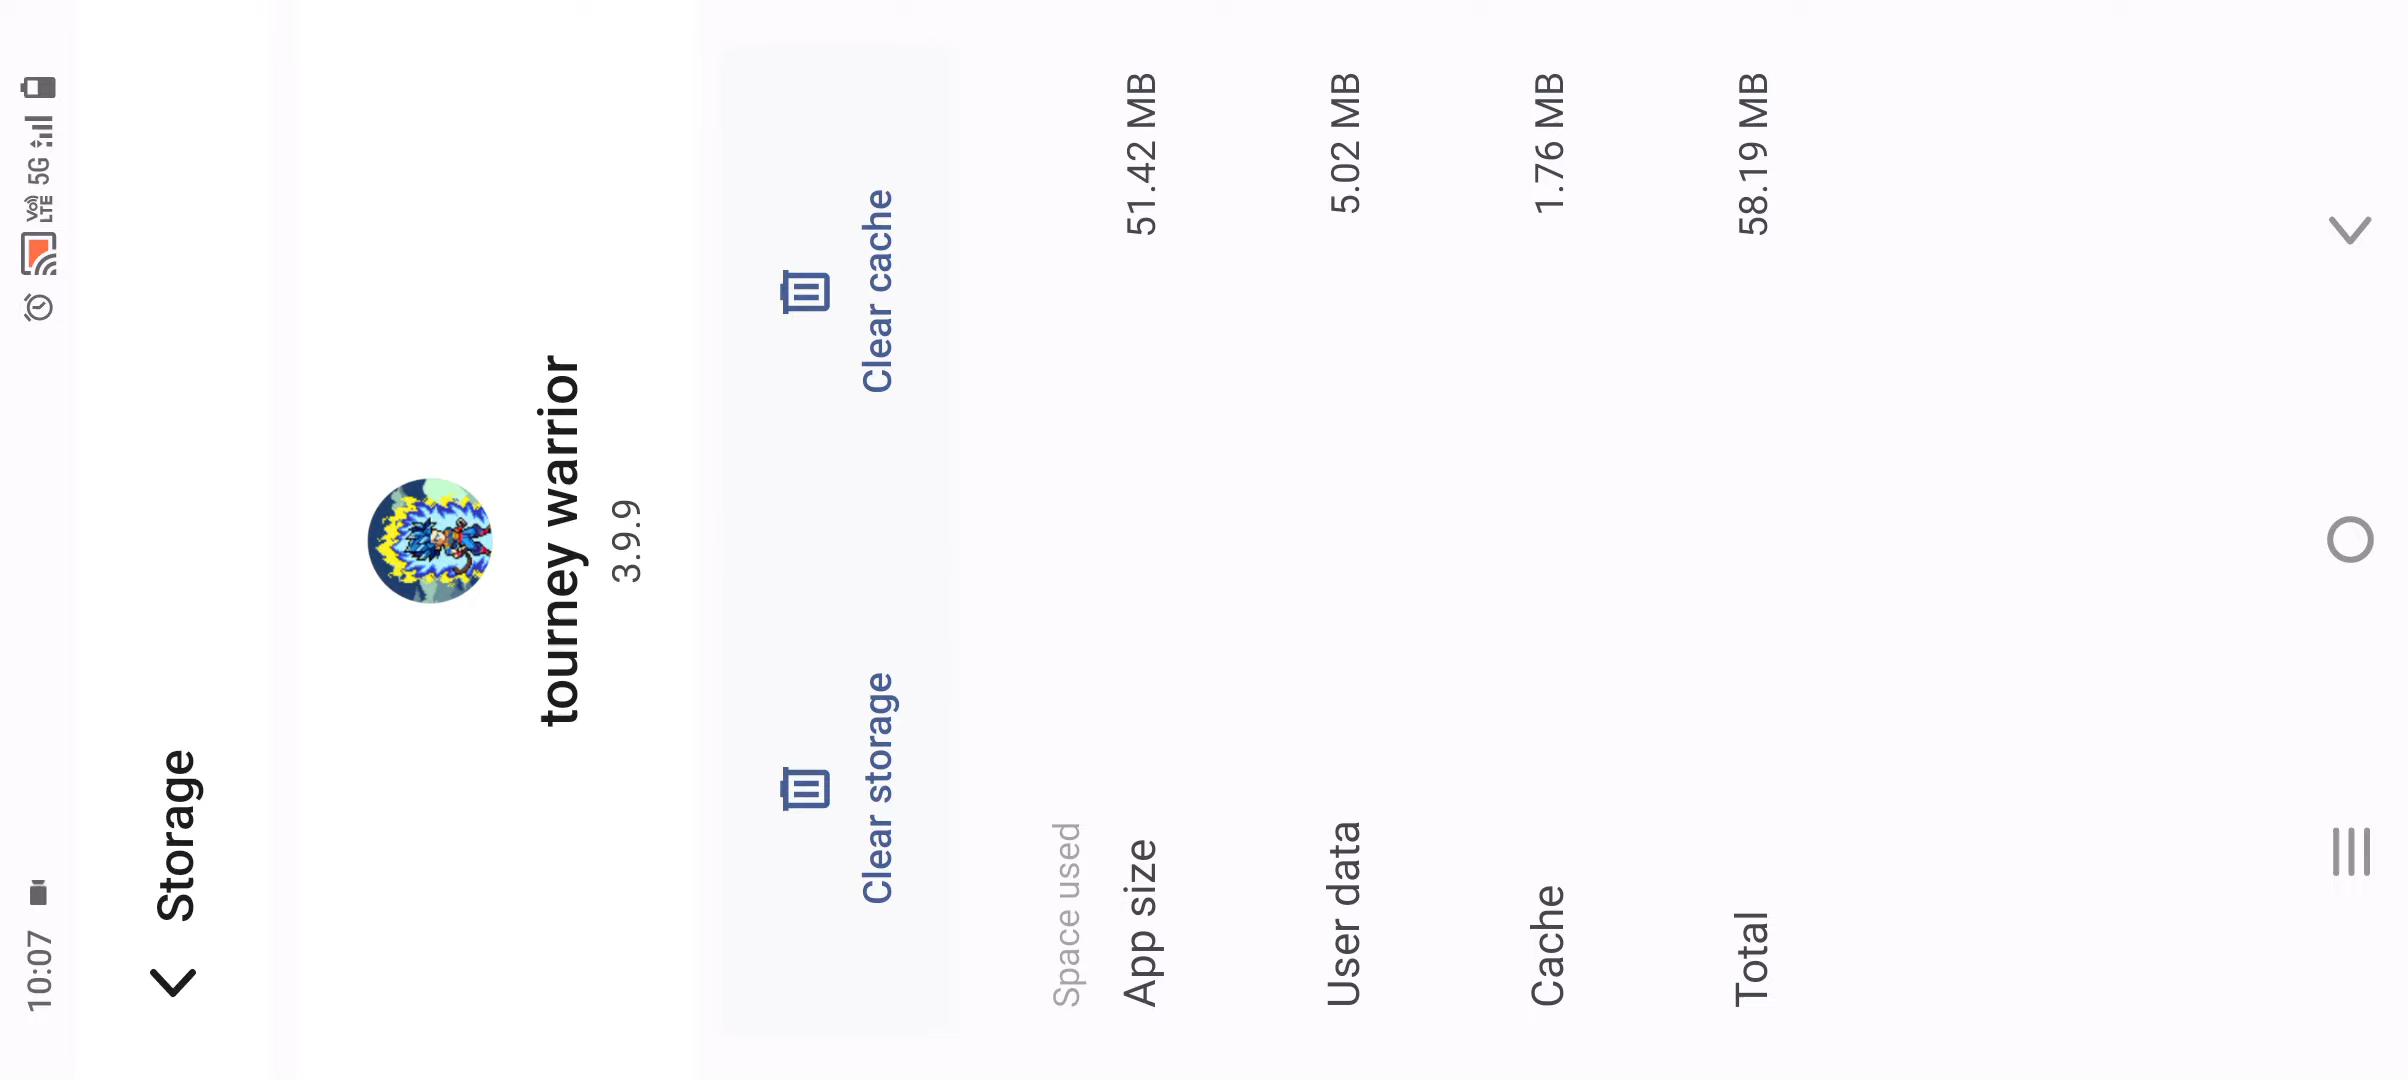 10:07 VoLTE 5G
Storage
tourney warrior
3.9.9
Clear storage Clear cache
Space used
App size 51.42 MB
User data 5.02 MB
Cache 1.76 MB
Total 58.19 MB